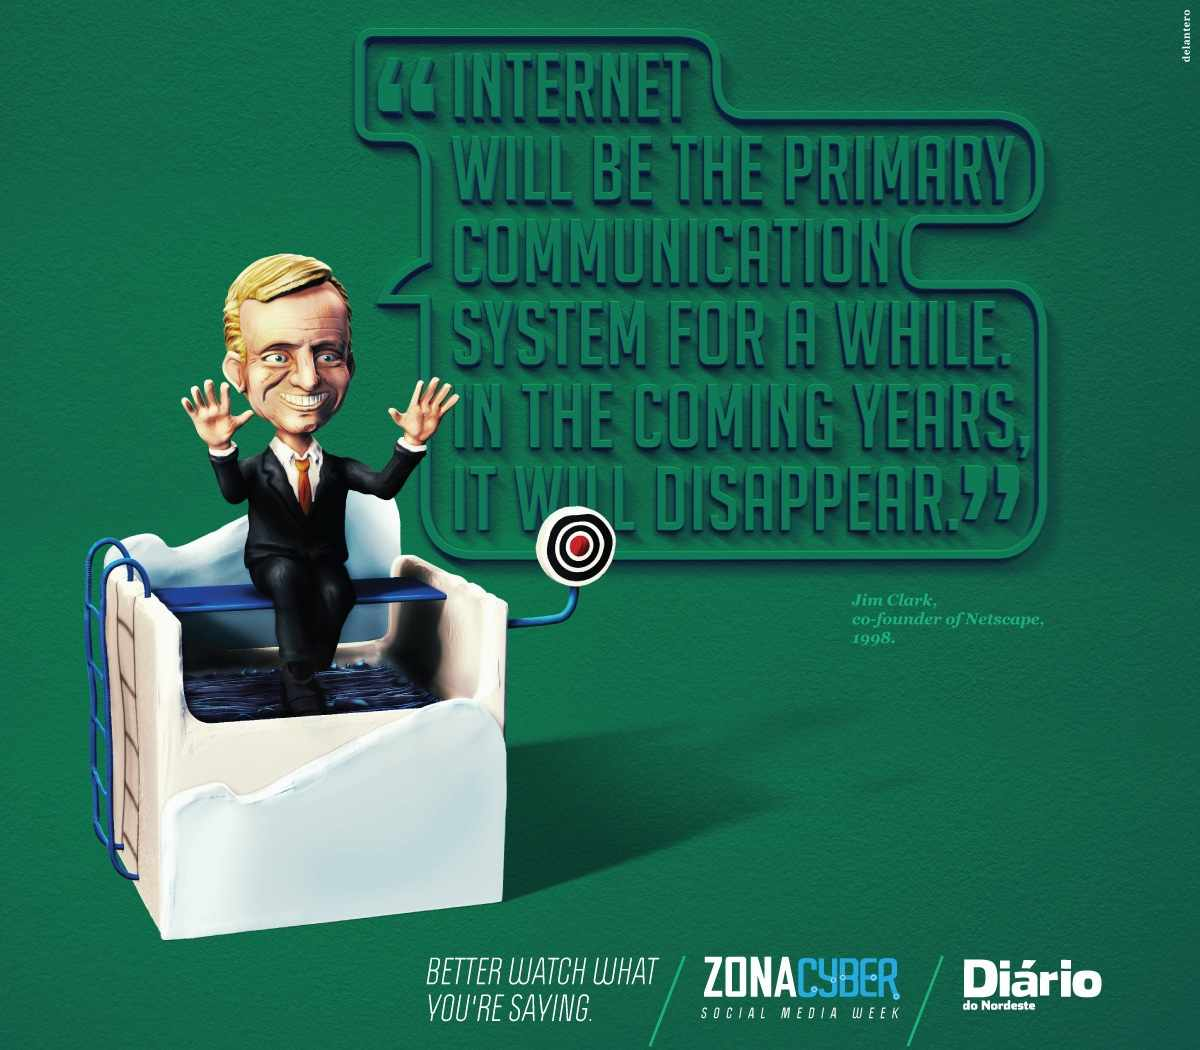 delantero
“INTERNET
WILL BE THE PRIMARY
COMMUNICATION
SYSTEM FOR A WHILE.
IN THE COMING YEARS,
IT WILL DISAPPEAR.”
Jim Clark,
co-founder of Netscape,
1998.
BETTER WATCH WHAT
YOU'RE SAYING.
ZONACYBER
SOCIAL MEDIA WEEK
Diário
do Nordeste